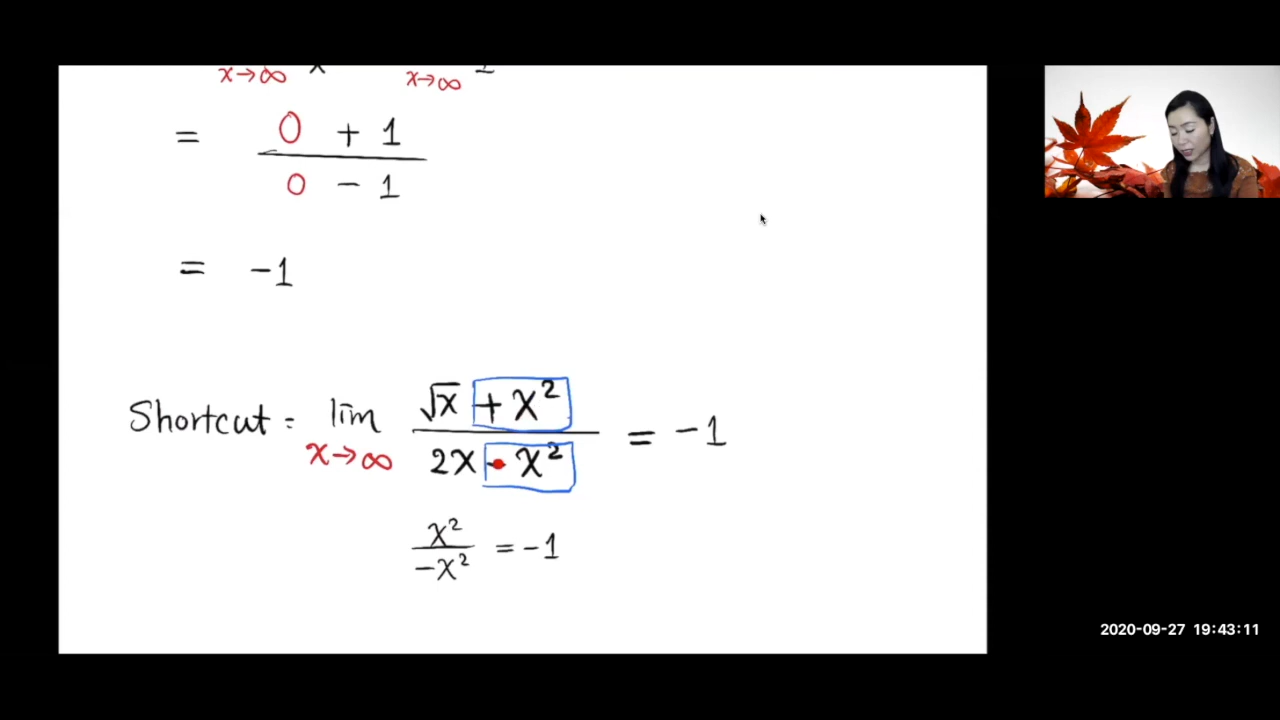 x→∞ x→∞
= 0 + 1 / 0 - 1
= -1
Shortcut: lim x→∞ √x + x² / 2x - x² = -1
x² / -x² = -1
2020-09-27 19:43:11